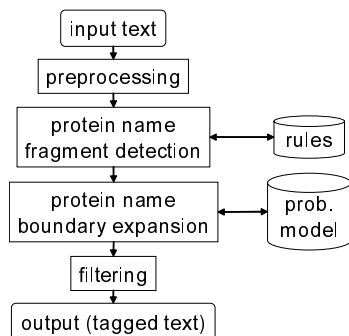 input text
preprocessing
protein name
fragment detection
rules
protein name
boundary expansion
prob.
model
filtering
output (tagged text)